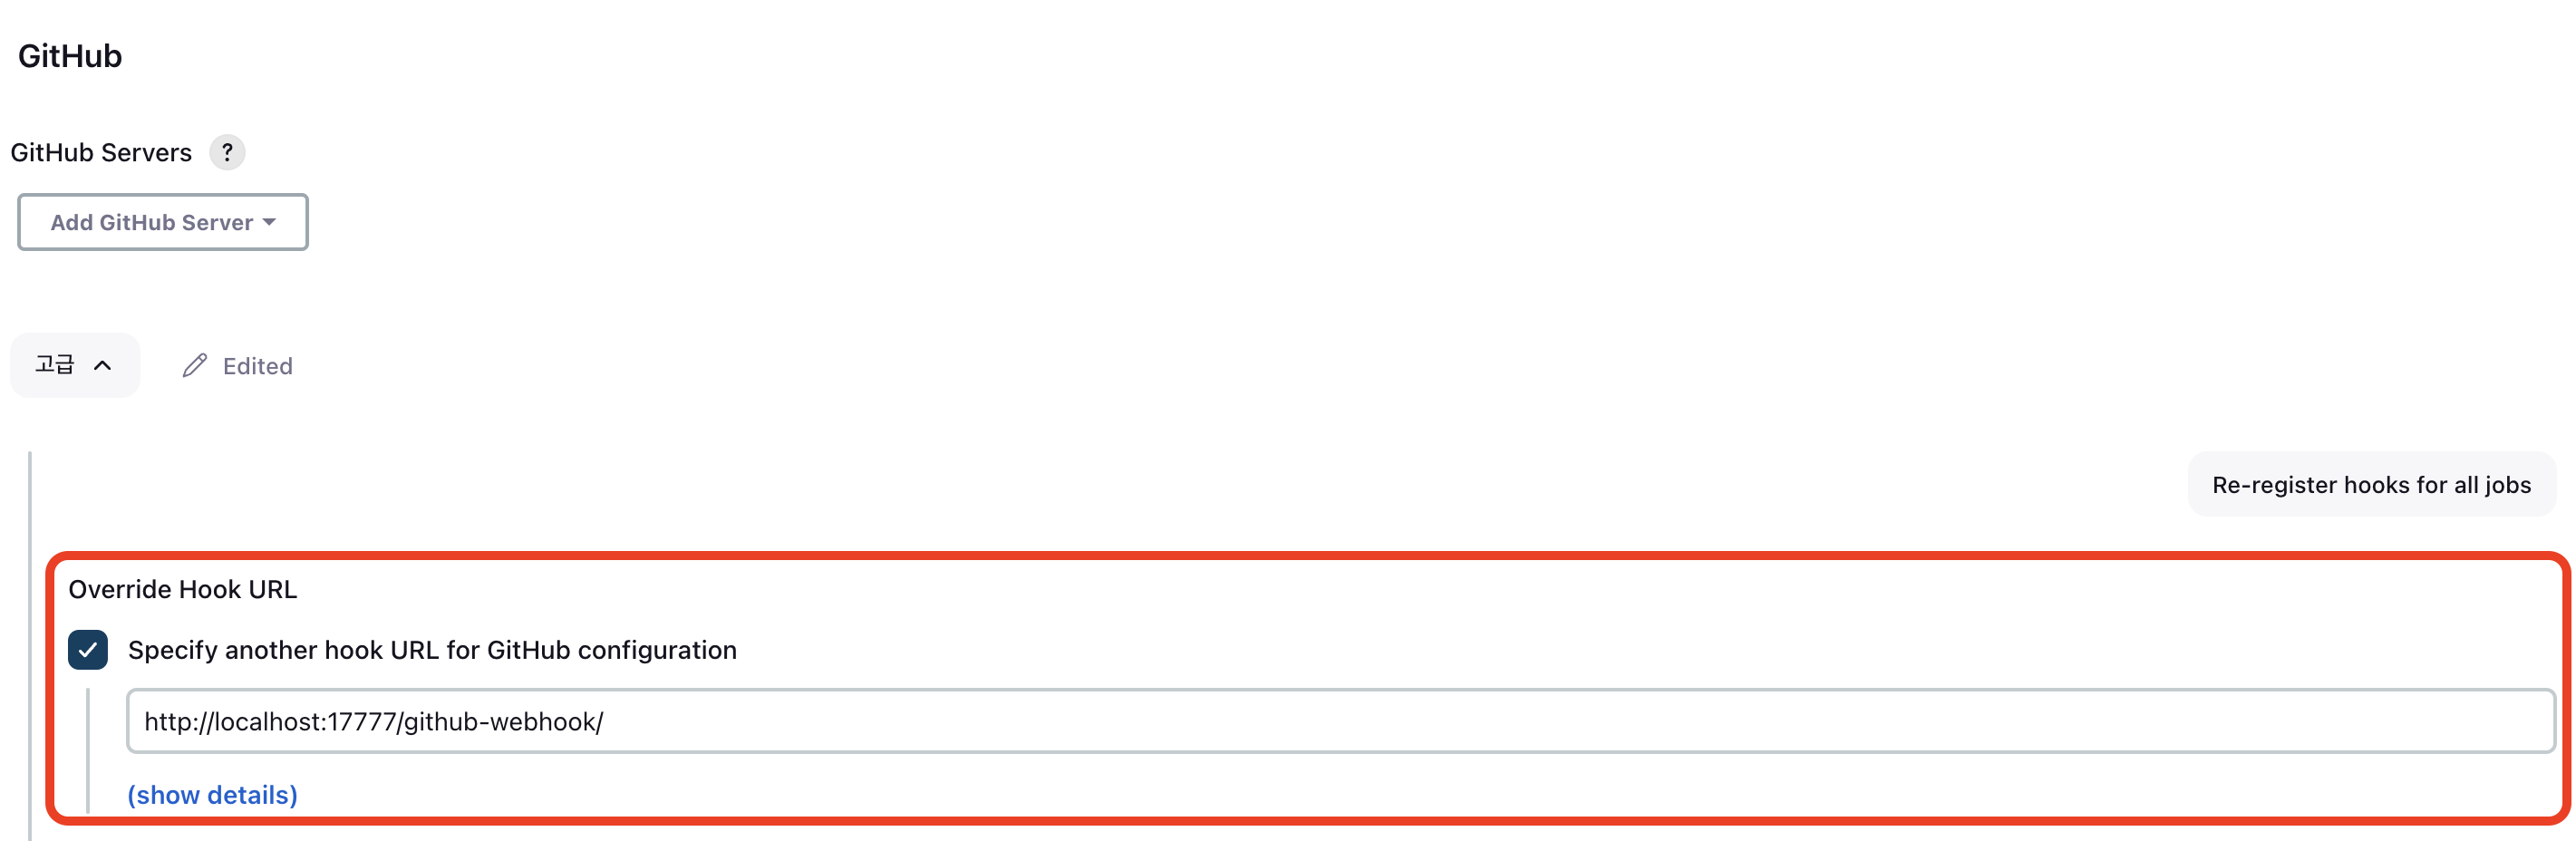 GitHub
GitHub Servers ?
Add GitHub Server
고급 Edited
Re-register hooks for all jobs
Override Hook URL
Specify another hook URL for GitHub configuration
http://localhost:17777/github-webhook/
(show details)